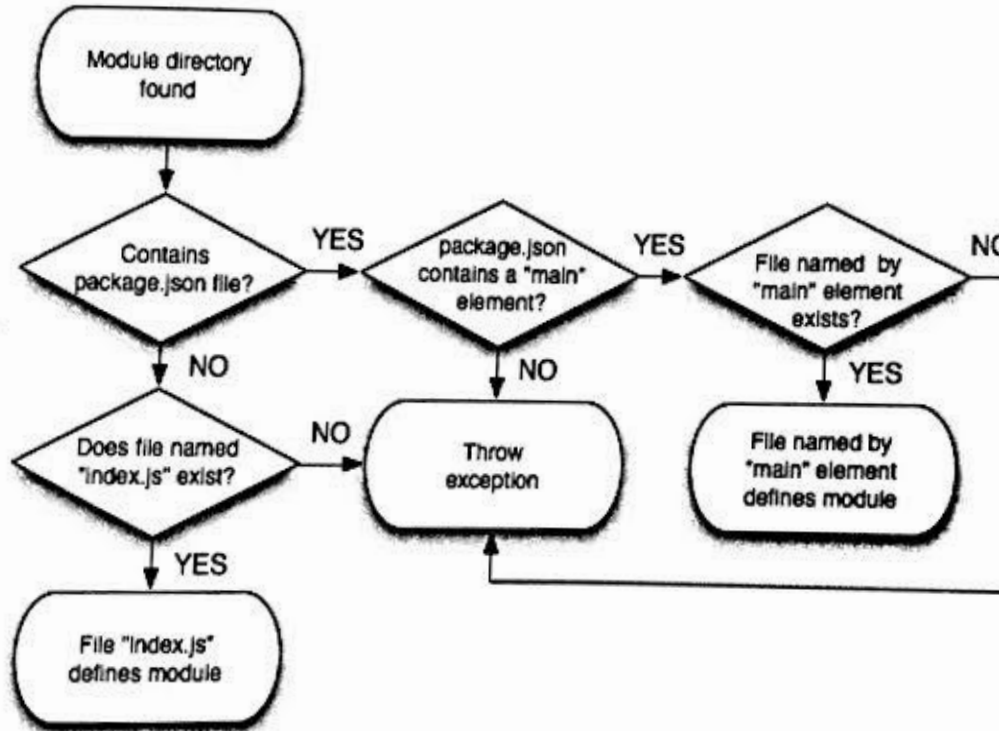 Module directory
found
Contains
package.json file?
YES
package.json
contains a "main"
element?
YES
File named by
"main" element
exists?
NO
NO
NO
YES
Does file named
"index.js" exist?
NO
Throw
exception
File named by
"main" element
defines module
YES
File "index.js"
defines module